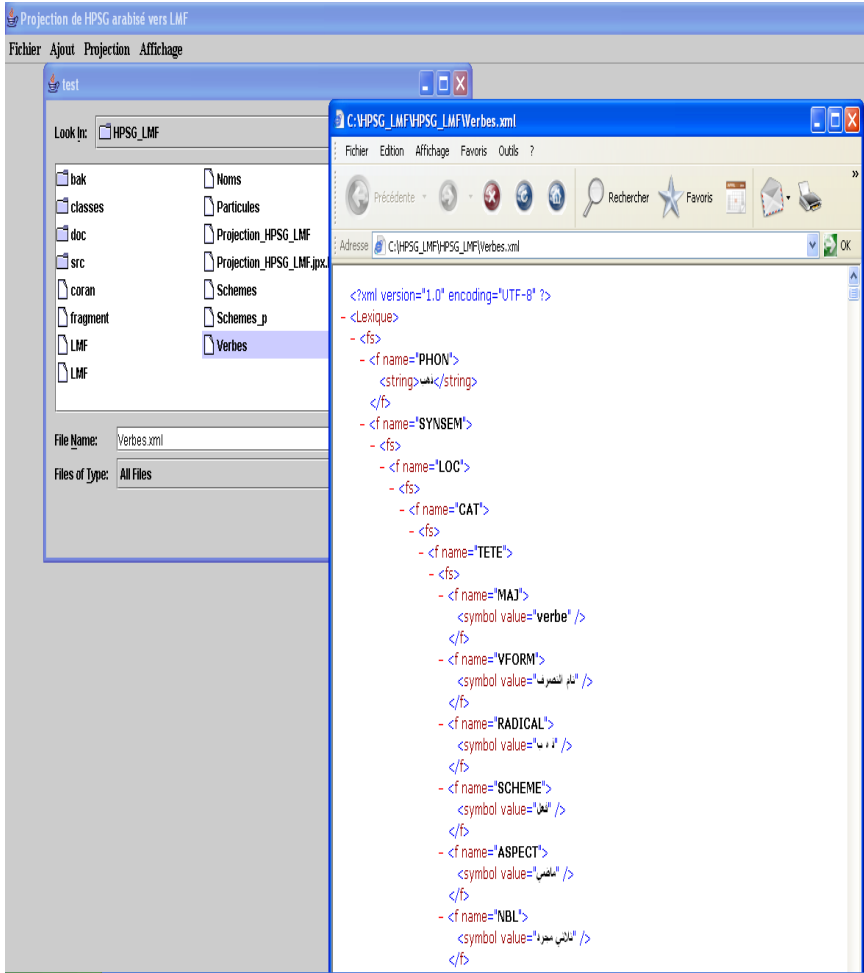 Projection de HPSG arabisé vers LMF
Fichier Ajout Projection Affichage
test
Look In: HPSG_LMF
bak
classes
doc
src
coran
fragment
LMF
LMF
Noms
Particules
Projection_HPSG_LMF
Projection_HPSG_LMF.jpx.
Schemes
Schemes_p
Verbes
File Name: Verbes.xml
Files of Type: All Files
C:\HPSG_LMF\HPSG_LMF\Verbes.xml
Fichier Edition Affichage Favoris Outils ?
Précédente Rechercher Favoris »
Adresse C:\HPSG_LMF\HPSG_LMF\Verbes.xml OK
<?xml version="1.0" encoding="UTF-8" ?>
- <Lexique>
- <fs>
- <f name="PHON">
<string>ذهب</string>
</f>
- <f name="SYNSEM">
- <fs>
- <f name="LOC">
- <fs>
- <f name="CAT">
- <fs>
- <f name="TETE">
- <fs>
- <f name="MAJ">
<symbol value="verbe" />
</f>
- <f name="VFORM">
<symbol value="تام التصرف" />
</f>
- <f name="RADICAL">
<symbol value="ذ ه ب" />
</f>
- <f name="SCHEME">
<symbol value="فعل" />
</f>
- <f name="ASPECT">
<symbol value="ماضي" />
</f>
- <f name="NBL">
<symbol value="ثلاثي مجرد" />
</f>